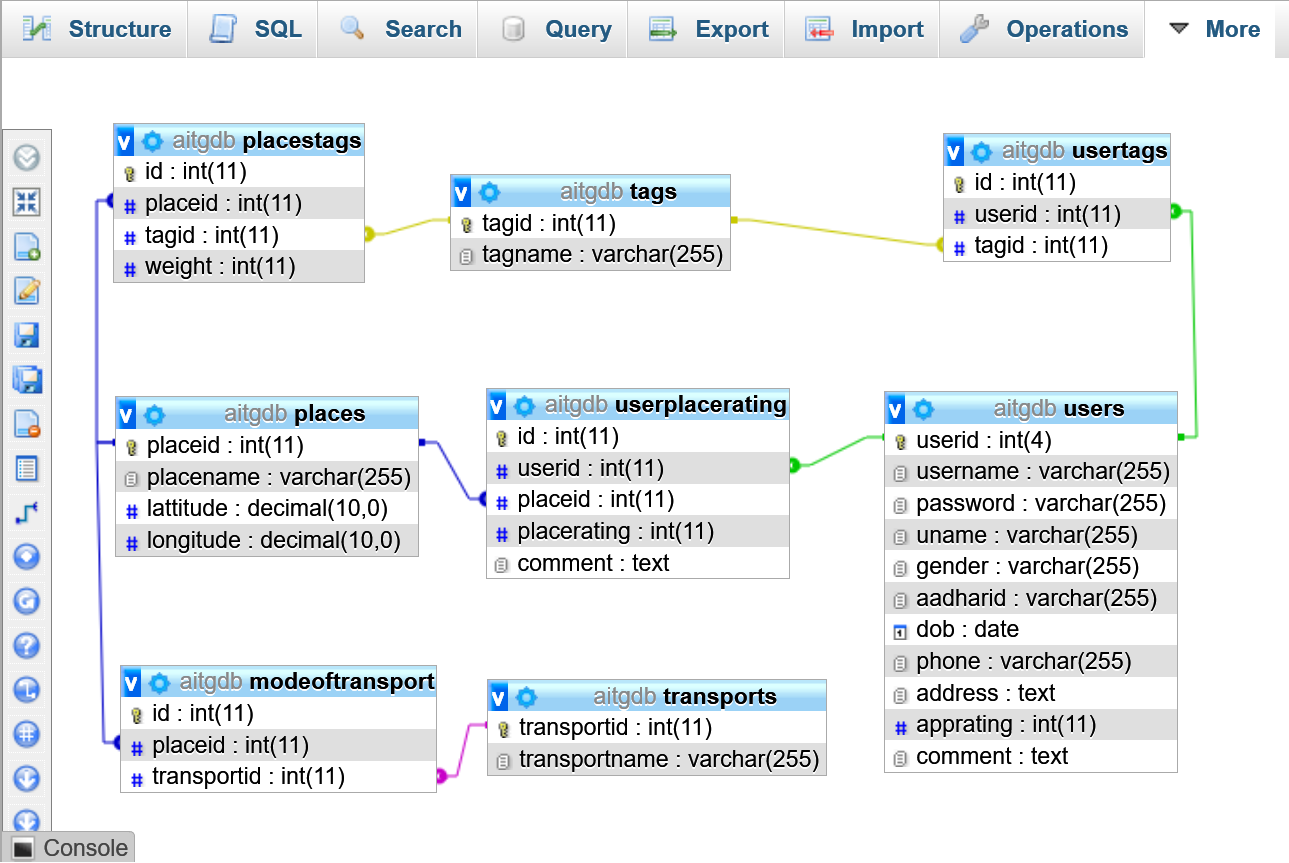 Structure SQL Search Query Export Import Operations More
v aitgdb placestags
id : int(11)
placeid : int(11)
tagid : int(11)
weight : int(11)
v aitgdb tags
tagid : int(11)
tagname : varchar(255)
v aitgdb usertags
id : int(11)
userid : int(11)
tagid : int(11)
v aitgdb places
placeid : int(11)
placename : varchar(255)
lattitude : decimal(10,0)
longitude : decimal(10,0)
v aitgdb userplacerating
id : int(11)
userid : int(11)
placeid : int(11)
placerating : int(11)
comment : text
v aitgdb users
userid : int(4)
username : varchar(255)
password : varchar(255)
uname : varchar(255)
gender : varchar(255)
aadharid : varchar(255)
dob : date
phone : varchar(255)
address : text
apprating : int(11)
comment : text
v aitgdb modeoftransport
id : int(11)
placeid : int(11)
transportid : int(11)
v aitgdb transports
transportid : int(11)
transportname : varchar(255)
Console